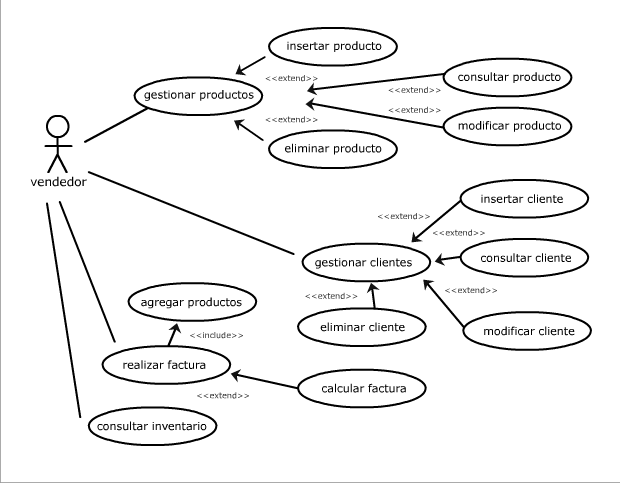 insertar producto
<<extend>>
consultar producto
gestionar productos
<<extend>>
<<extend>>
<<extend>>
modificar producto
eliminar producto
vendedor
insertar cliente
<<extend>>
<<extend>>
consultar cliente
gestionar clientes
<<extend>>
<<extend>>
agregar productos
eliminar cliente
modificar cliente
<<include>>
realizar factura
calcular factura
<<extend>>
consultar inventario